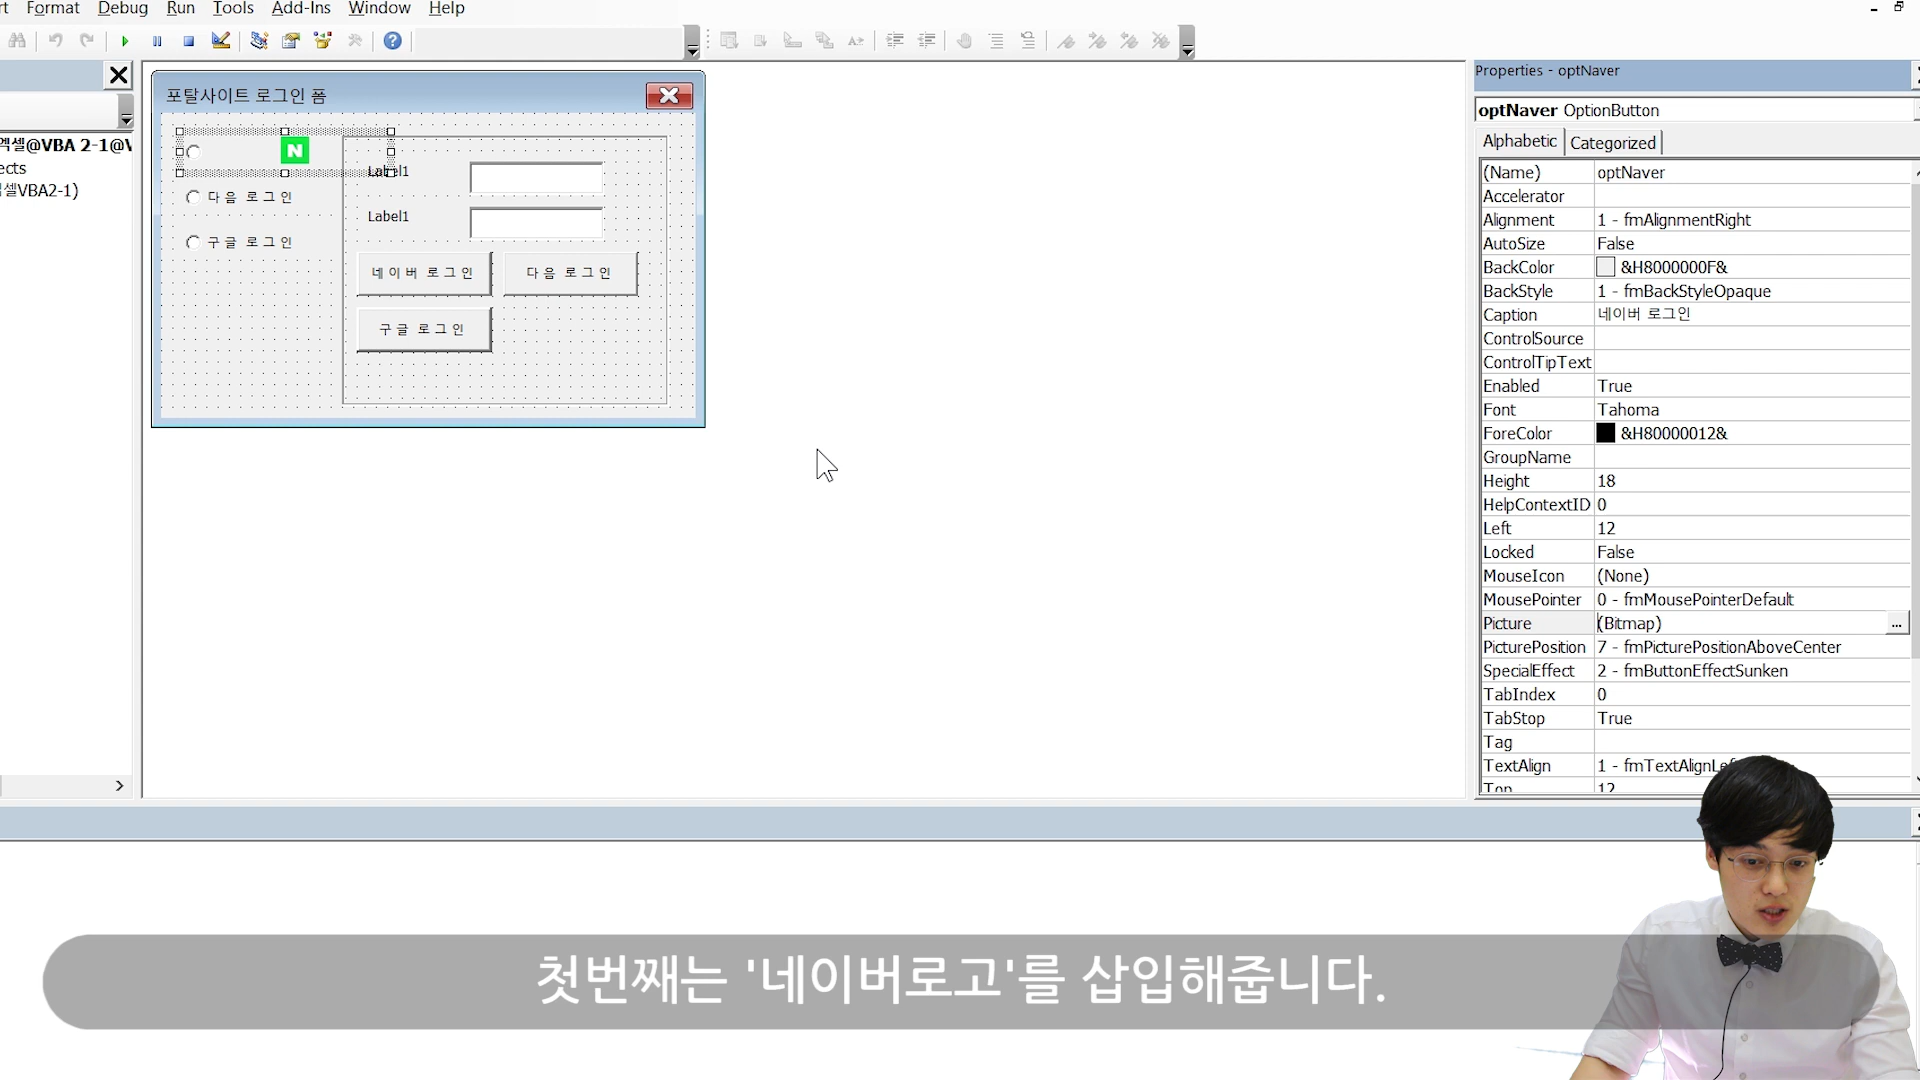 Format Debug Run Tools Add-Ins Window Help
엑셀@VBA 2-1@V
ects
셀VBA2-1)
포탈사이트 로그인 폼
N
다음 로그인
구글 로그인
Label1
Label1
네이버 로그인
다음 로그인
구글 로그인
Properties - optNaver
optNaver OptionButton
Alphabetic Categorized
(Name) optNaver
Accelerator
Alignment 1 - fmAlignmentRight
AutoSize False
BackColor &H8000000F&
BackStyle 1 - fmBackStyleOpaque
Caption 네이버 로그인
ControlSource
ControlTipText
Enabled True
Font Tahoma
ForeColor &H80000012&
GroupName
Height 18
HelpContextID 0
Left 12
Locked False
MouseIcon (None)
MousePointer 0 - fmMousePointerDefault
Picture (Bitmap) ...
PicturePosition 7 - fmPicturePositionAboveCenter
SpecialEffect 2 - fmButtonEffectSunken
TabIndex 0
TabStop True
Tag
TextAlign 1 - fmTextAlignLe
Top 12
첫번째는 '네이버로고'를 삽입해줍니다.